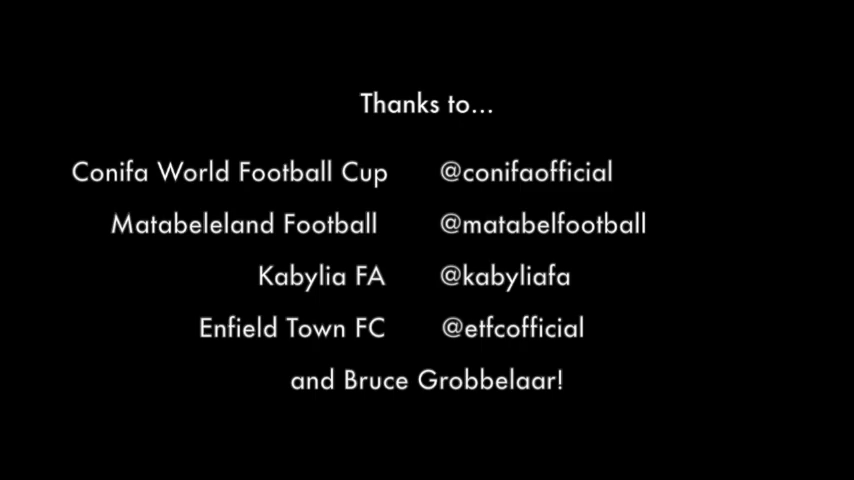 Thanks to...
Conifa World Football Cup @conifaofficial
Matabeleland Football @matabelfootball
Kabylia FA @kabyliafa
Enfield Town FC @etfcofficial
and Bruce Grobbelaar!